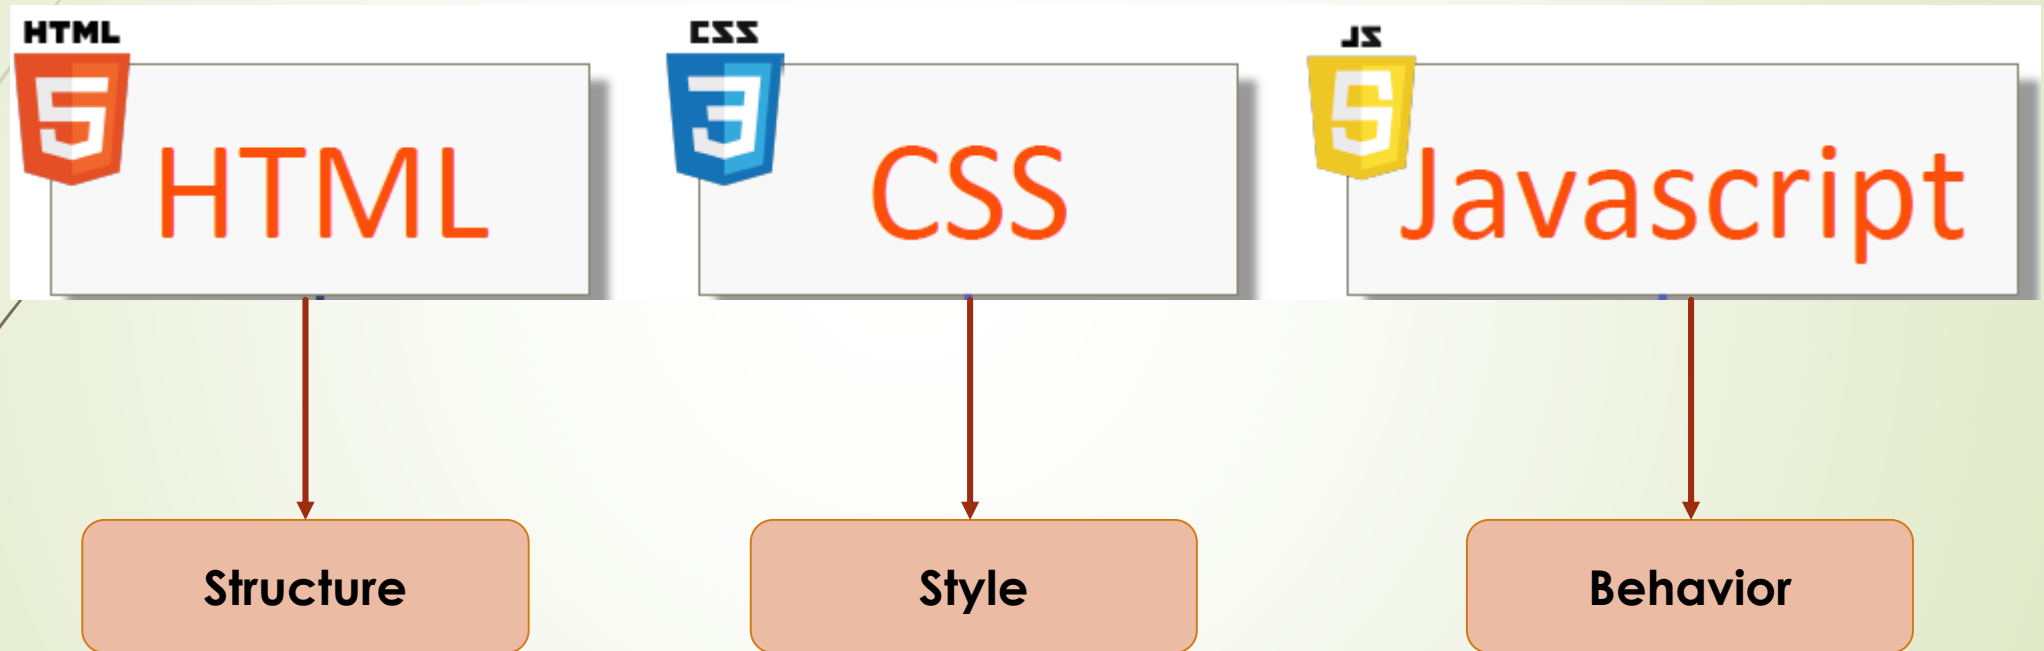 HTML
CSS
JS
HTML
CSS
Javascript
Structure
Style
Behavior